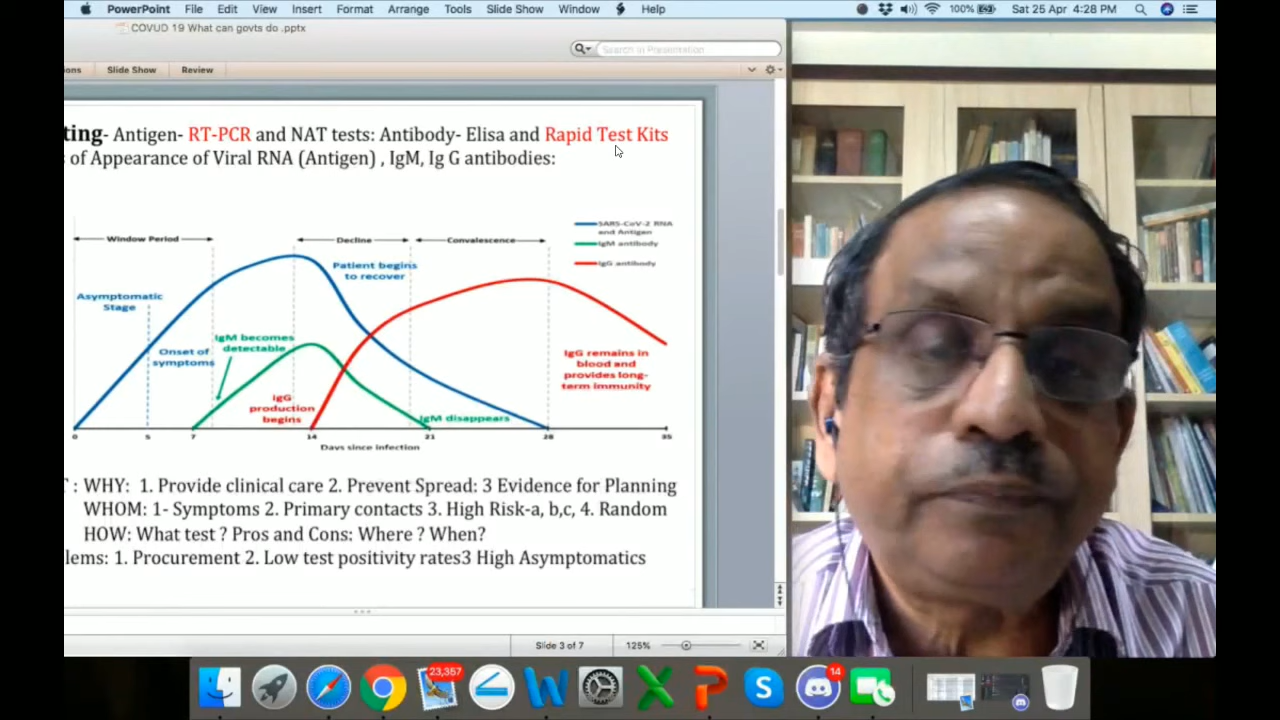 PowerPoint File Edit View Insert Format Arrange Tools Slide Show Window Help 100% Sat 25 Apr 4:28 PM
COVUD 19 What can govts do .pptx
Search in Presentation
ons Slide Show Review
ting- Antigen- RT-PCR and NAT tests: Antibody- Elisa and Rapid Test Kits
s of Appearance of Viral RNA (Antigen) , IgM, Ig G antibodies:
SARS-CoV-2 RNA
and Antigen
IgM antibody
IgG antibody
Window Period
Decline
Convalescence
Patient begins
to recover
Asymptomatic
Stage
IgM becomes
detectable
Onset of
symptoms
IgG remains in
blood and
provides long-
term immunity
IgG
production
begins
IgM disappears
0 5 7 14 21 28 35
Days since infection
T : WHY: 1. Provide clinical care 2. Prevent Spread: 3 Evidence for Planning
WHOM: 1- Symptoms 2. Primary contacts 3. High Risk-a, b,c, 4. Random
HOW: What test ? Pros and Cons: Where ? When?
lems: 1. Procurement 2. Low test positivity rates3 High Asymptomatics
Slide 3 of 7 125%
23,357
14